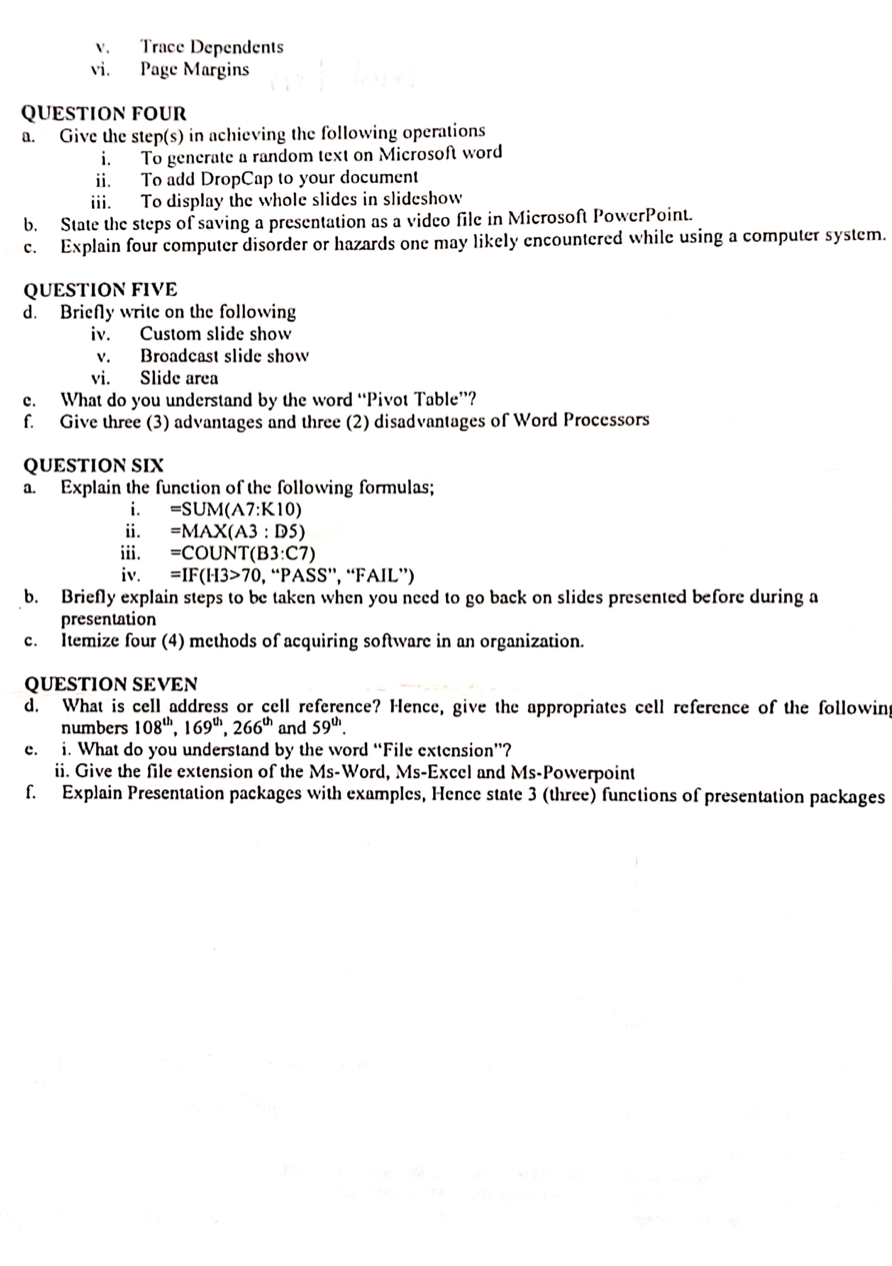 v. Trace Dependents
vi. Page Margins
QUESTION FOUR
a. Give the step(s) in achieving the following operations
i. To generate a random text on Microsoft word
ii. To add DropCap to your document
iii. To display the whole slides in slideshow
b. State the steps of saving a presentation as a video file in Microsoft PowerPoint.
c. Explain four computer disorder or hazards one may likely encountered while using a computer system.
QUESTION FIVE
d. Briefly write on the following
iv. Custom slide show
v. Broadcast slide show
vi. Slide area
e. What do you understand by the word “Pivot Table”?
f. Give three (3) advantages and three (2) disadvantages of Word Processors
QUESTION SIX
a. Explain the function of the following formulas;
i. =SUM(A7:K10)
ii. =MAX(A3 : D5)
iii. =COUNT(B3:C7)
iv. =IF(H3>70, “PASS”, “FAIL”)
b. Briefly explain steps to be taken when you need to go back on slides presented before during a
presentation
c. Itemize four (4) methods of acquiring software in an organization.
QUESTION SEVEN
d. What is cell address or cell reference? Hence, give the appropriates cell reference of the following
numbers 108th, 169th, 266th and 59th.
e. i. What do you understand by the word “File extension”?
ii. Give the file extension of the Ms-Word, Ms-Excel and Ms-Powerpoint
f. Explain Presentation packages with examples, Hence state 3 (three) functions of presentation packages